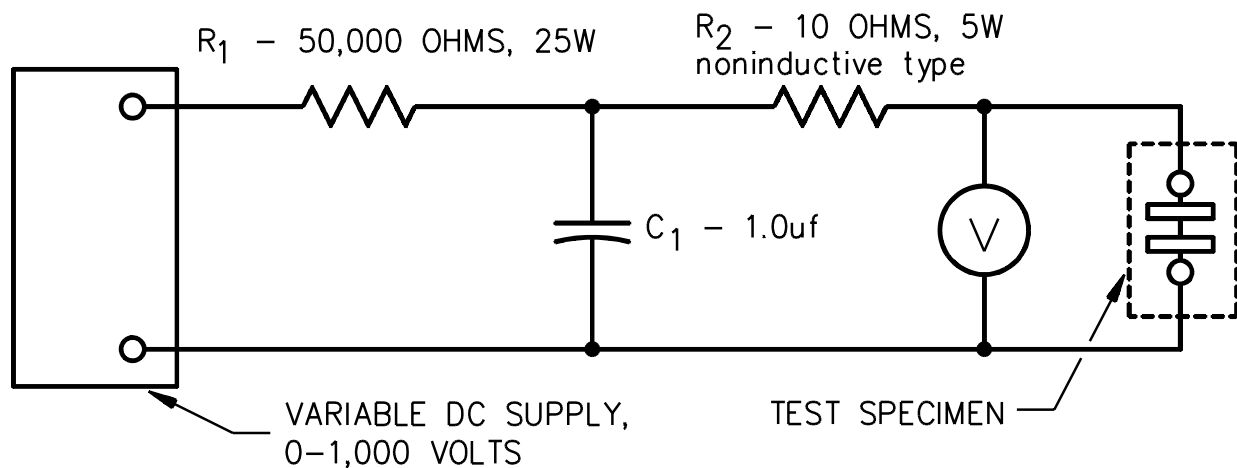 R₁ – 50,000 OHMS, 25W
R₂ – 10 OHMS, 5W
noninductive type
C₁ – 1.0uf
V
VARIABLE DC SUPPLY,
0–1,000 VOLTS
TEST SPECIMEN